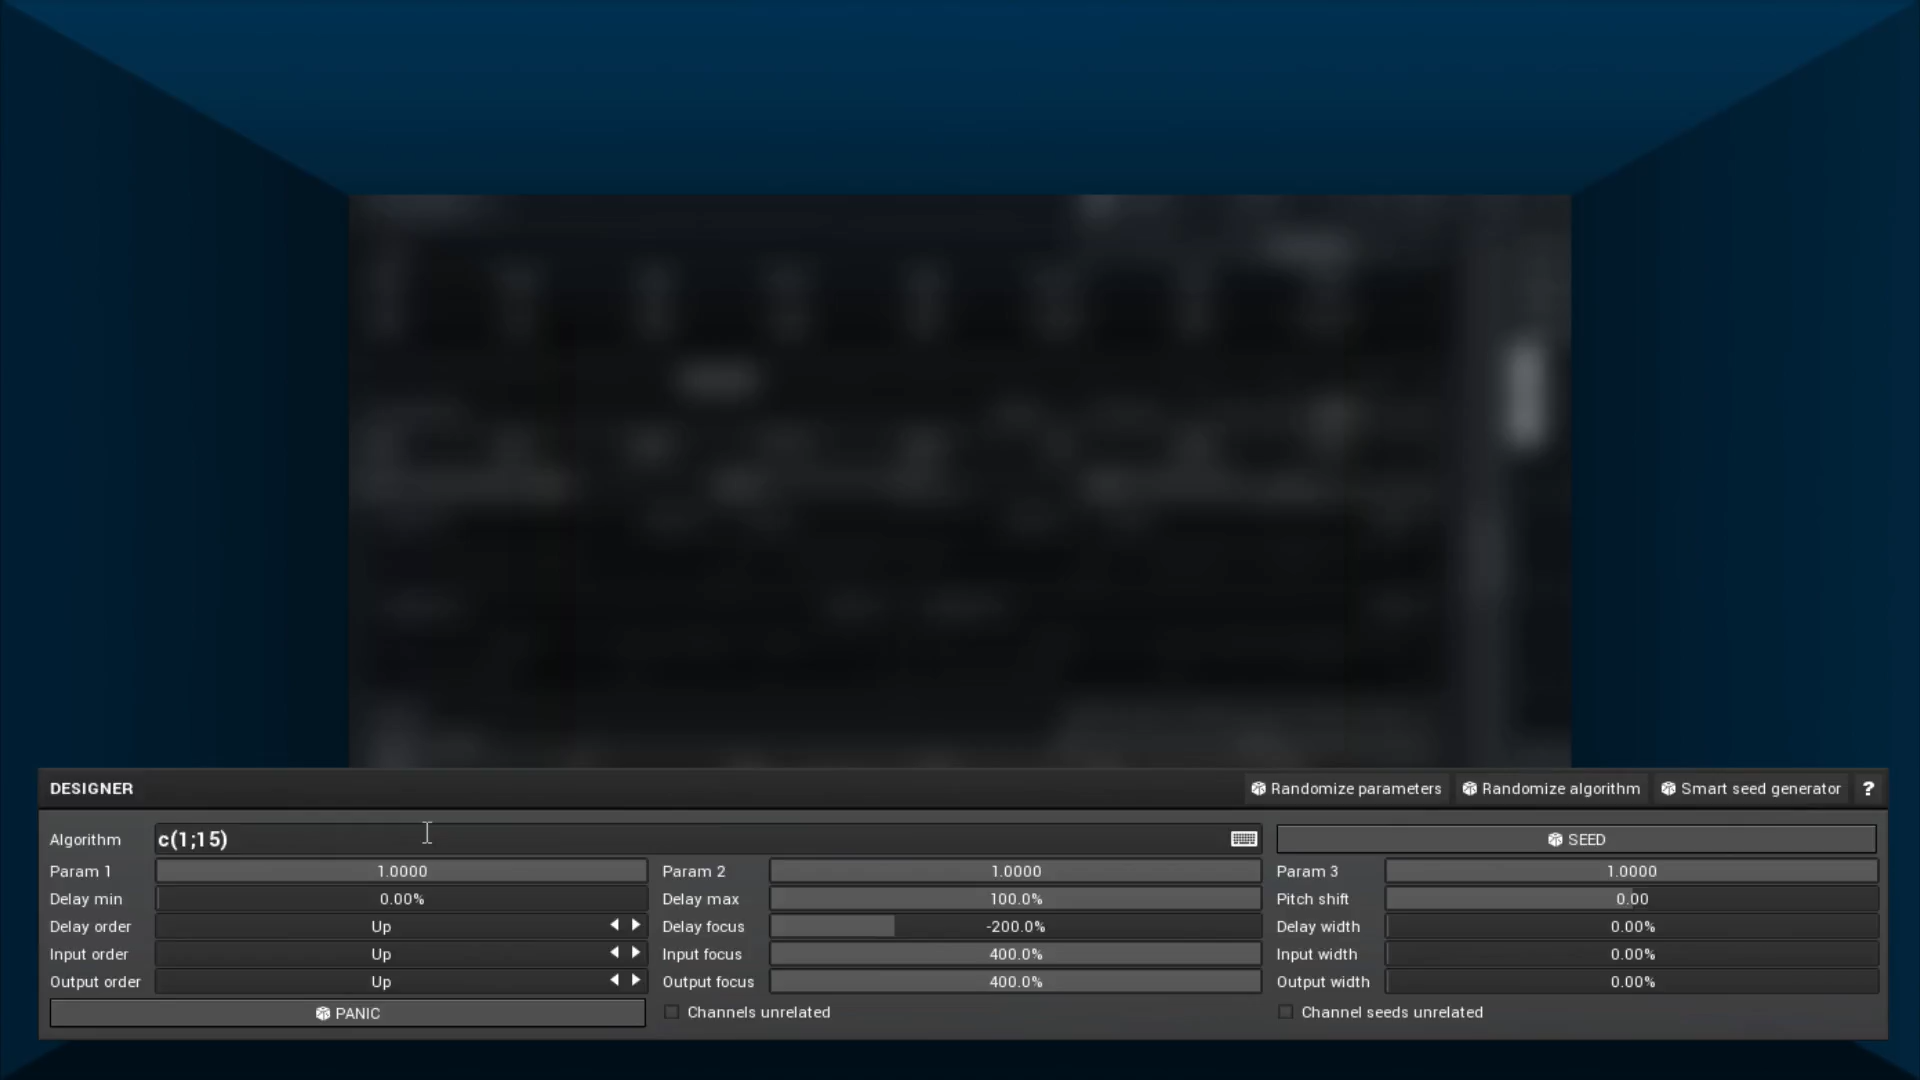 DESIGNER Randomize parameters Randomize algorithm Smart seed generator ?
Algorithm c(1;15) SEED
Param 1 1.0000 Param 2 1.0000 Param 3 1.0000
Delay min 0.00% Delay max 100.0% Pitch shift 0.00
Delay order Up Delay focus -200.0% Delay width 0.00%
Input order Up Input focus 400.0% Input width 0.00%
Output order Up Output focus 400.0% Output width 0.00%
PANIC Channels unrelated Channel seeds unrelated